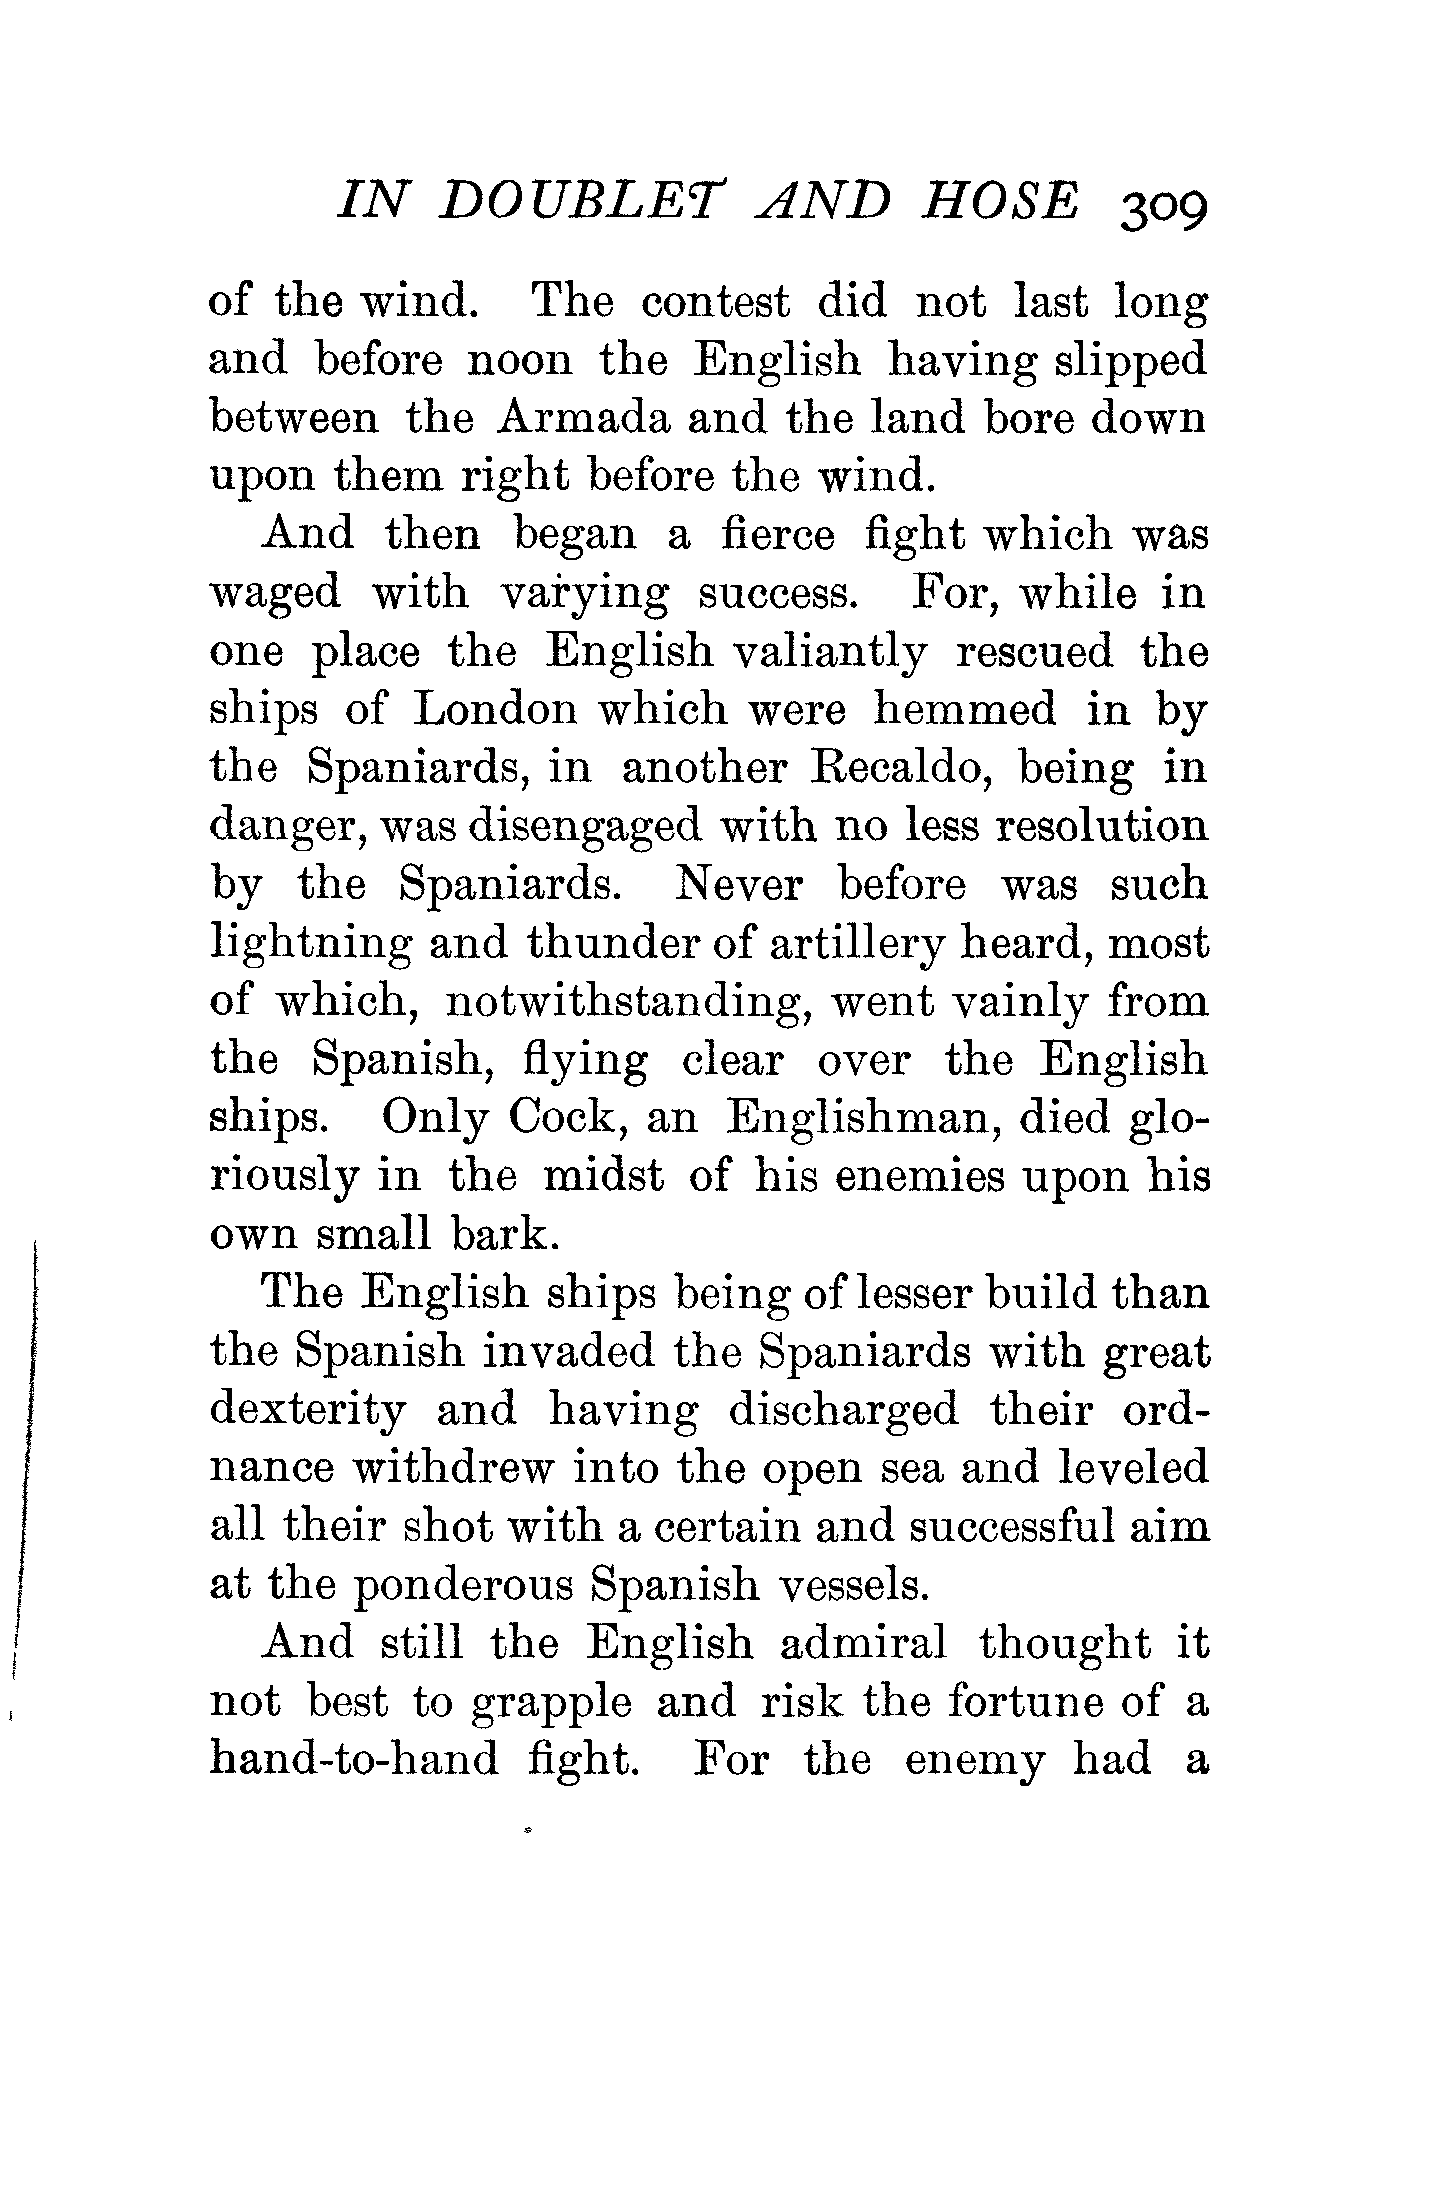 IN DOUBLET AND HOSE 309
of the wind. The contest did not last long
and before noon the English having slipped
between the Armada and the land bore down
upon them right before the wind.
And then began a fierce fight which was
waged with varying success. For, while in
one place the English valiantly rescued the
ships of London which were hemmed in by
the Spaniards, in another Recaldo, being in
danger, was disengaged with no less resolution
by the Spaniards. Never before was such
lightning and thunder of artillery heard, most
of which, notwithstanding, went vainly from
the Spanish, flying clear over the English
ships. Only Cock, an Englishman, died glo-
riously in the midst of his enemies upon his
own small bark.
The English ships being of lesser build than
the Spanish invaded the Spaniards with great
dexterity and having discharged their ord-
nance withdrew into the open sea and leveled
all their shot with a certain and successful aim
at the ponderous Spanish vessels.
And still the English admiral thought it
not best to grapple and risk the fortune of a
hand-to-hand fight. For the enemy had a